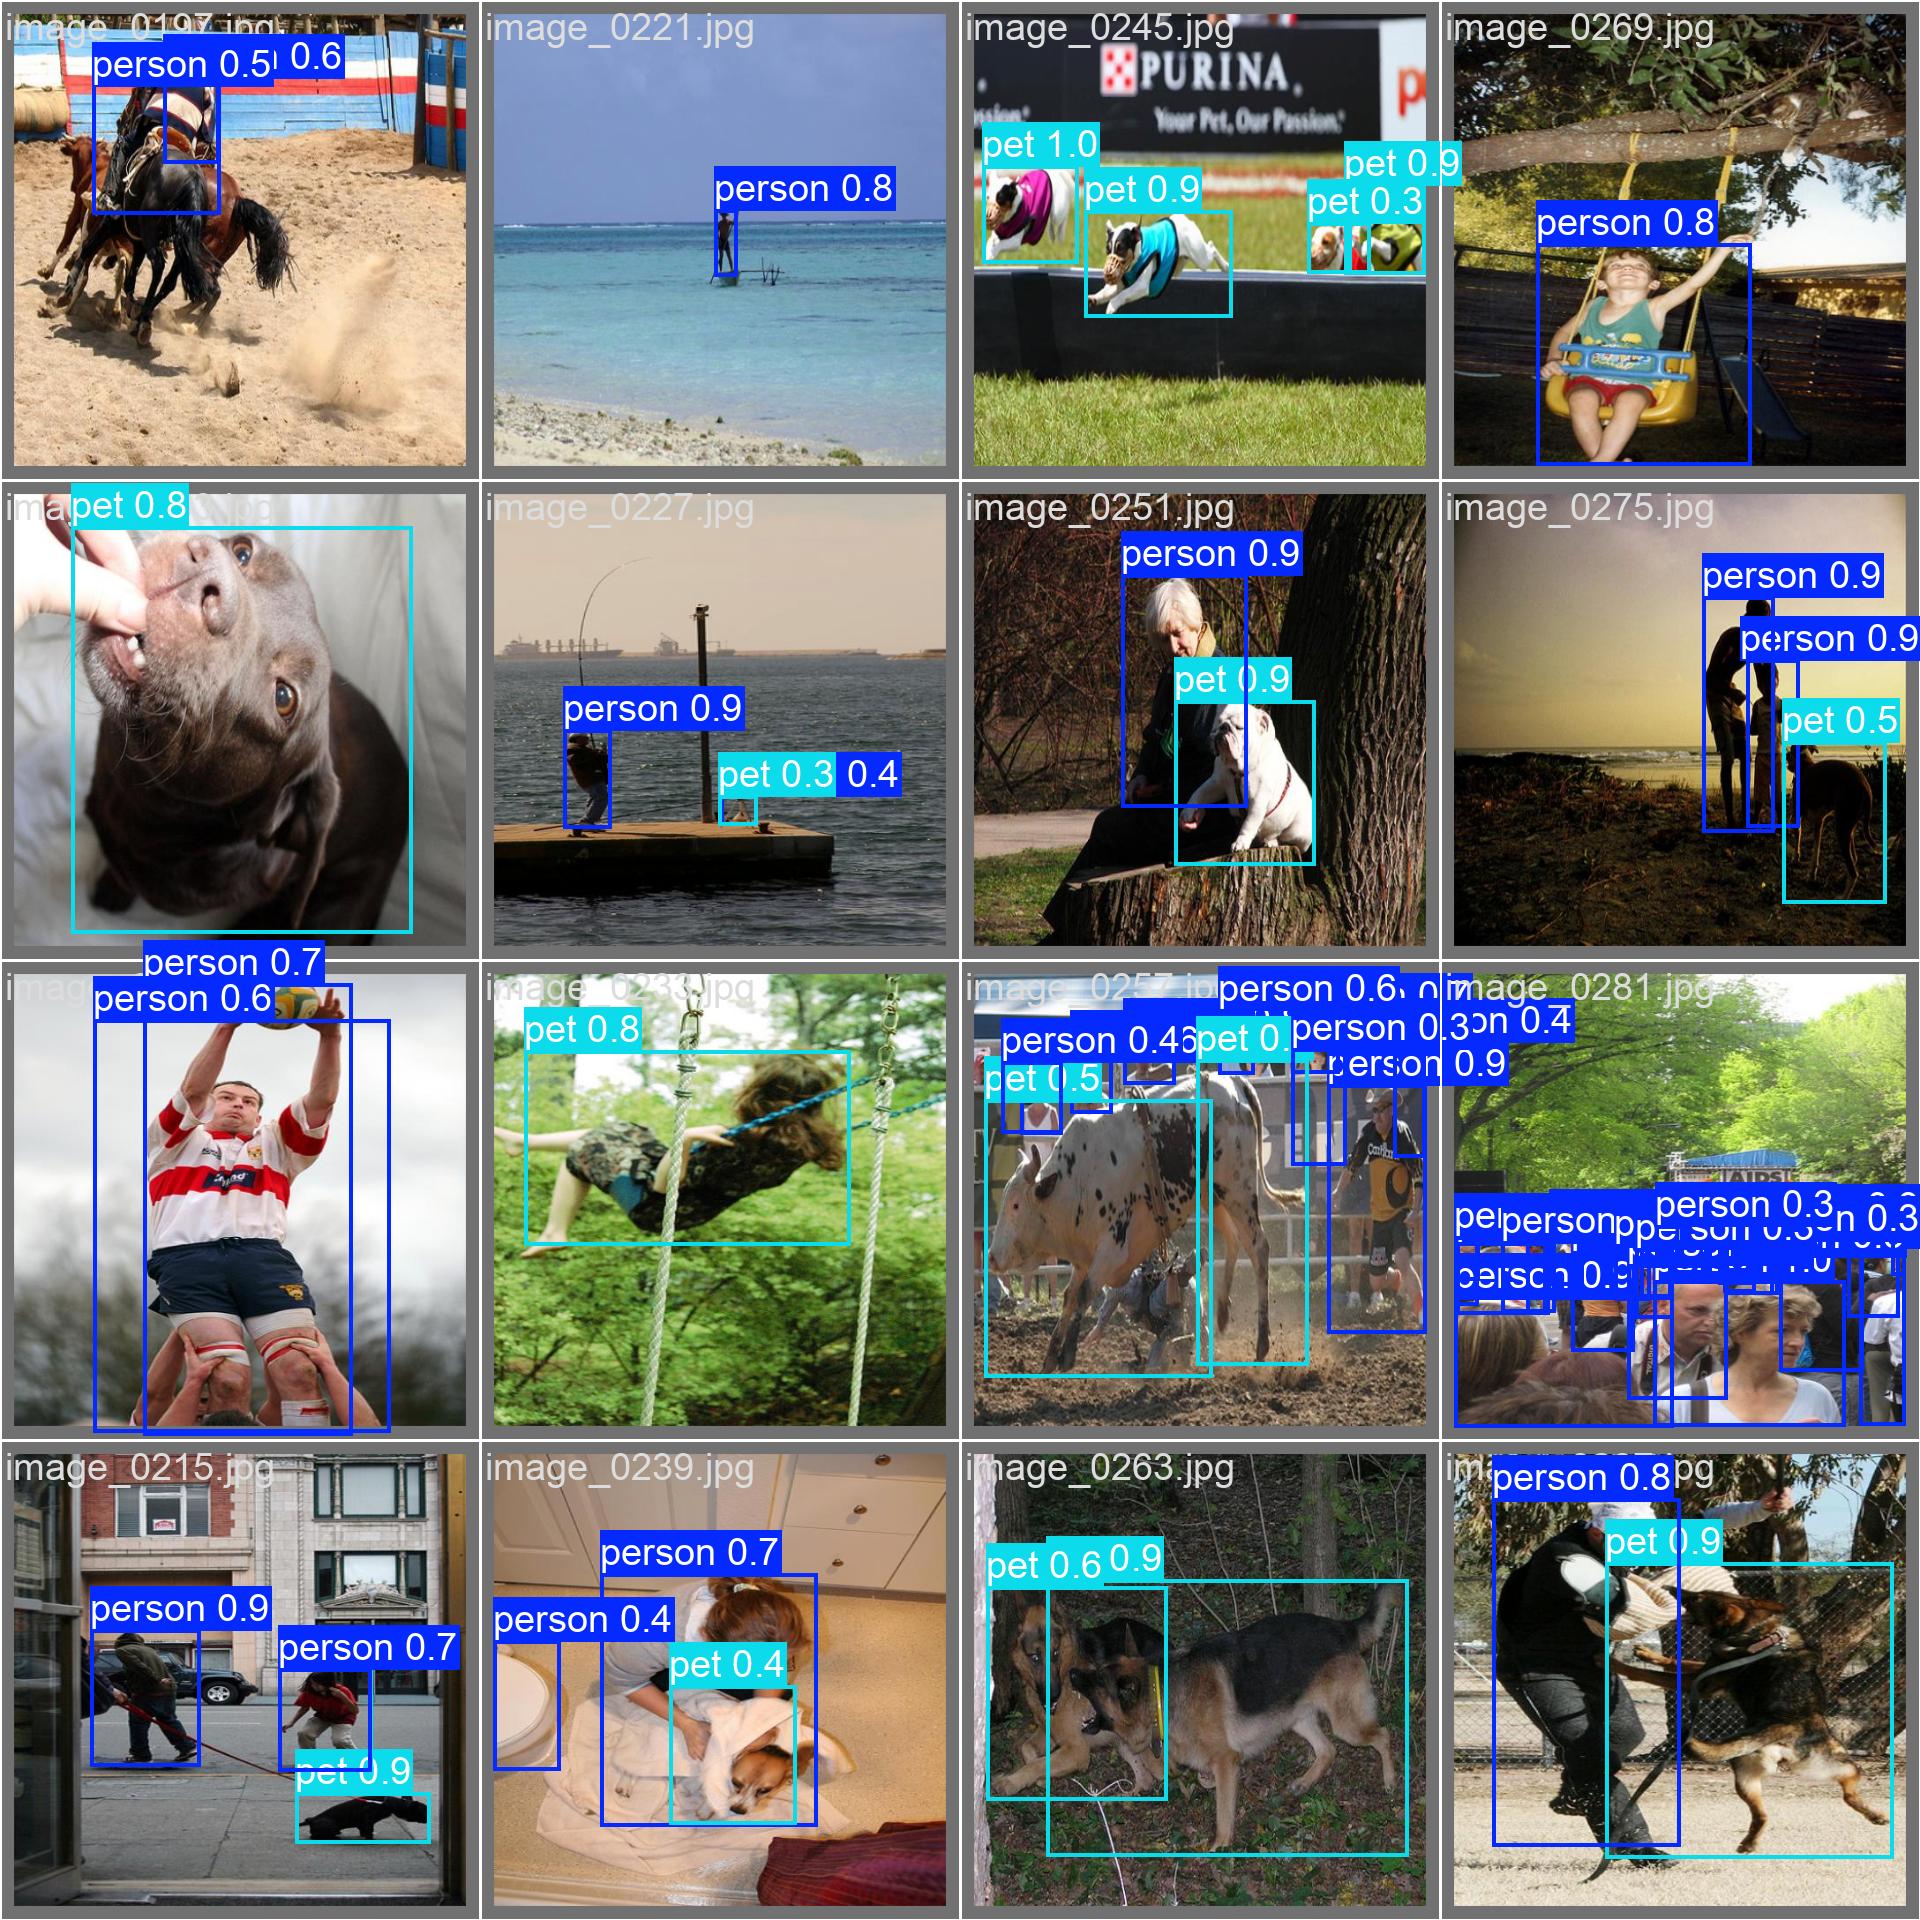 image_0197.jpg
person 0.5
0.6
image_0221.jpg
person 0.8
image_0245.jpg
PURINA
Your Pet, Our Passion.
pet 1.0
pet 0.9
pet 0.9
pet 0.3
image_0269.jpg
person 0.8
pet 0.8
image_0227.jpg
person 0.9
pet 0.3
0.4
image_0251.jpg
person 0.9
pet 0.9
image_0275.jpg
person 0.9
person 0.9
pet 0.5
person 0.7
person 0.6
image_0233.jpg
pet 0.8
image_0257.jpg
person 0.6
person 0.3
person 0.4
pet 0.
person 0.9
pet 0.5
image_0281.jpg
on 0.4
person 0.3
n 0.3
person
person 0.9
image_0215.jpg
person 0.9
person 0.7
pet 0.9
image_0239.jpg
person 0.7
person 0.4
pet 0.4
image_0263.jpg
pet 0.6
0.9
person 0.8
pet 0.9